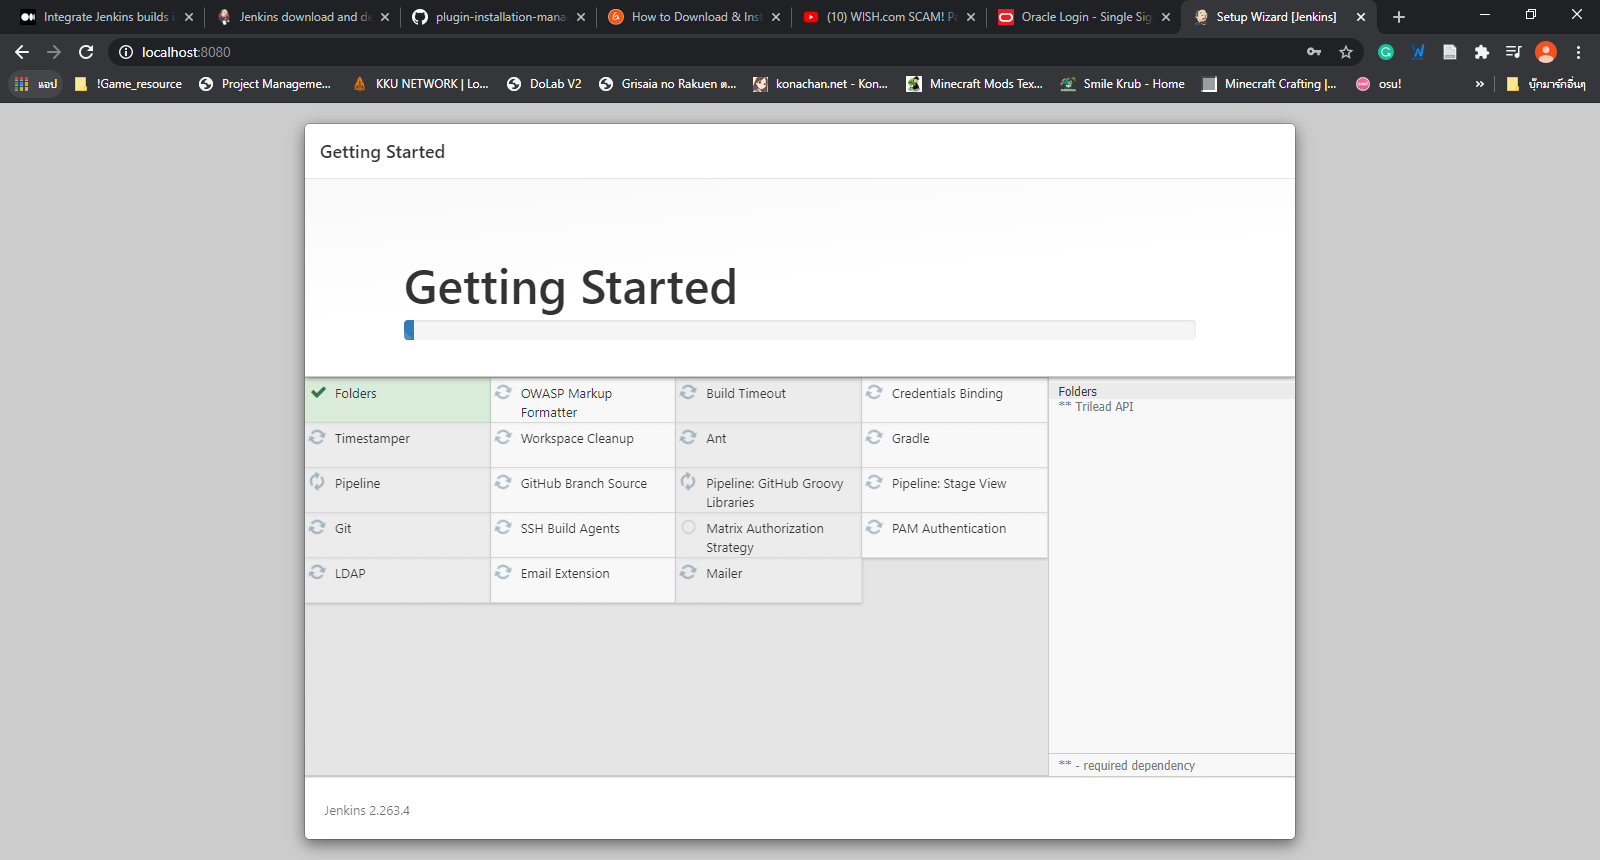 Integrate Jenkins builds i
Jenkins download and de
plugin-installation-mana
How to Download & Inst
(10) WISH.com SCAM! Pa
Oracle Login - Single Sig
Setup Wizard [Jenkins]
localhost:8080
แอป
!Game_resource
Project Manageme...
KKU NETWORK | Lo...
DoLab V2
Grisaia no Rakuen ต...
konachan.net - Kon...
Minecraft Mods Tex...
Smile Krub - Home
Minecraft Crafting |...
osu!
»
บุ๊กมาร์กอื่นๆ
Getting Started
Getting Started
Folders
OWASP Markup
Formatter
Build Timeout
Credentials Binding
Timestamper
Workspace Cleanup
Ant
Gradle
Pipeline
GitHub Branch Source
Pipeline: GitHub Groovy
Libraries
Pipeline: Stage View
Git
SSH Build Agents
Matrix Authorization
Strategy
PAM Authentication
LDAP
Email Extension
Mailer
Folders
** Trilead API
** - required dependency
Jenkins 2.263.4